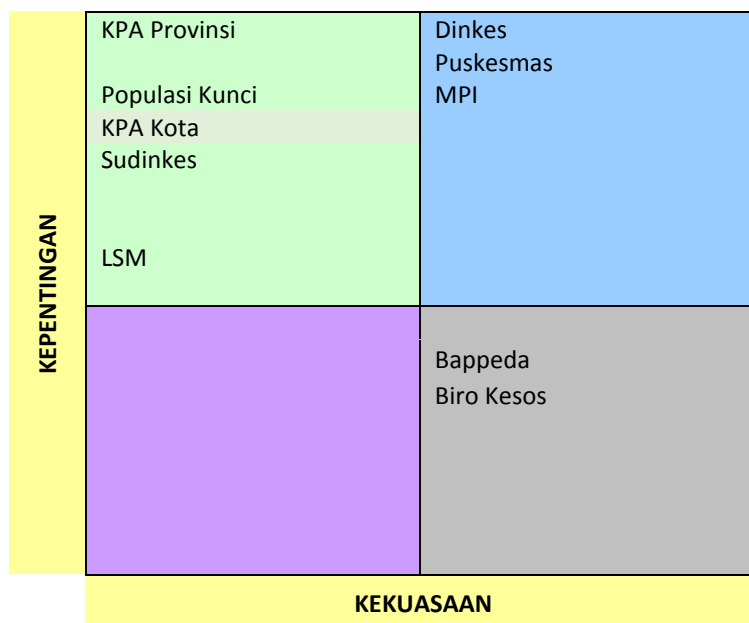 KEPENTINGAN
KPA Provinsi
Populasi Kunci
KPA Kota
Sudinkes
LSM
Dinkes
Puskesmas
MPI
Bappeda
Biro Kesos
KEKUASAAN